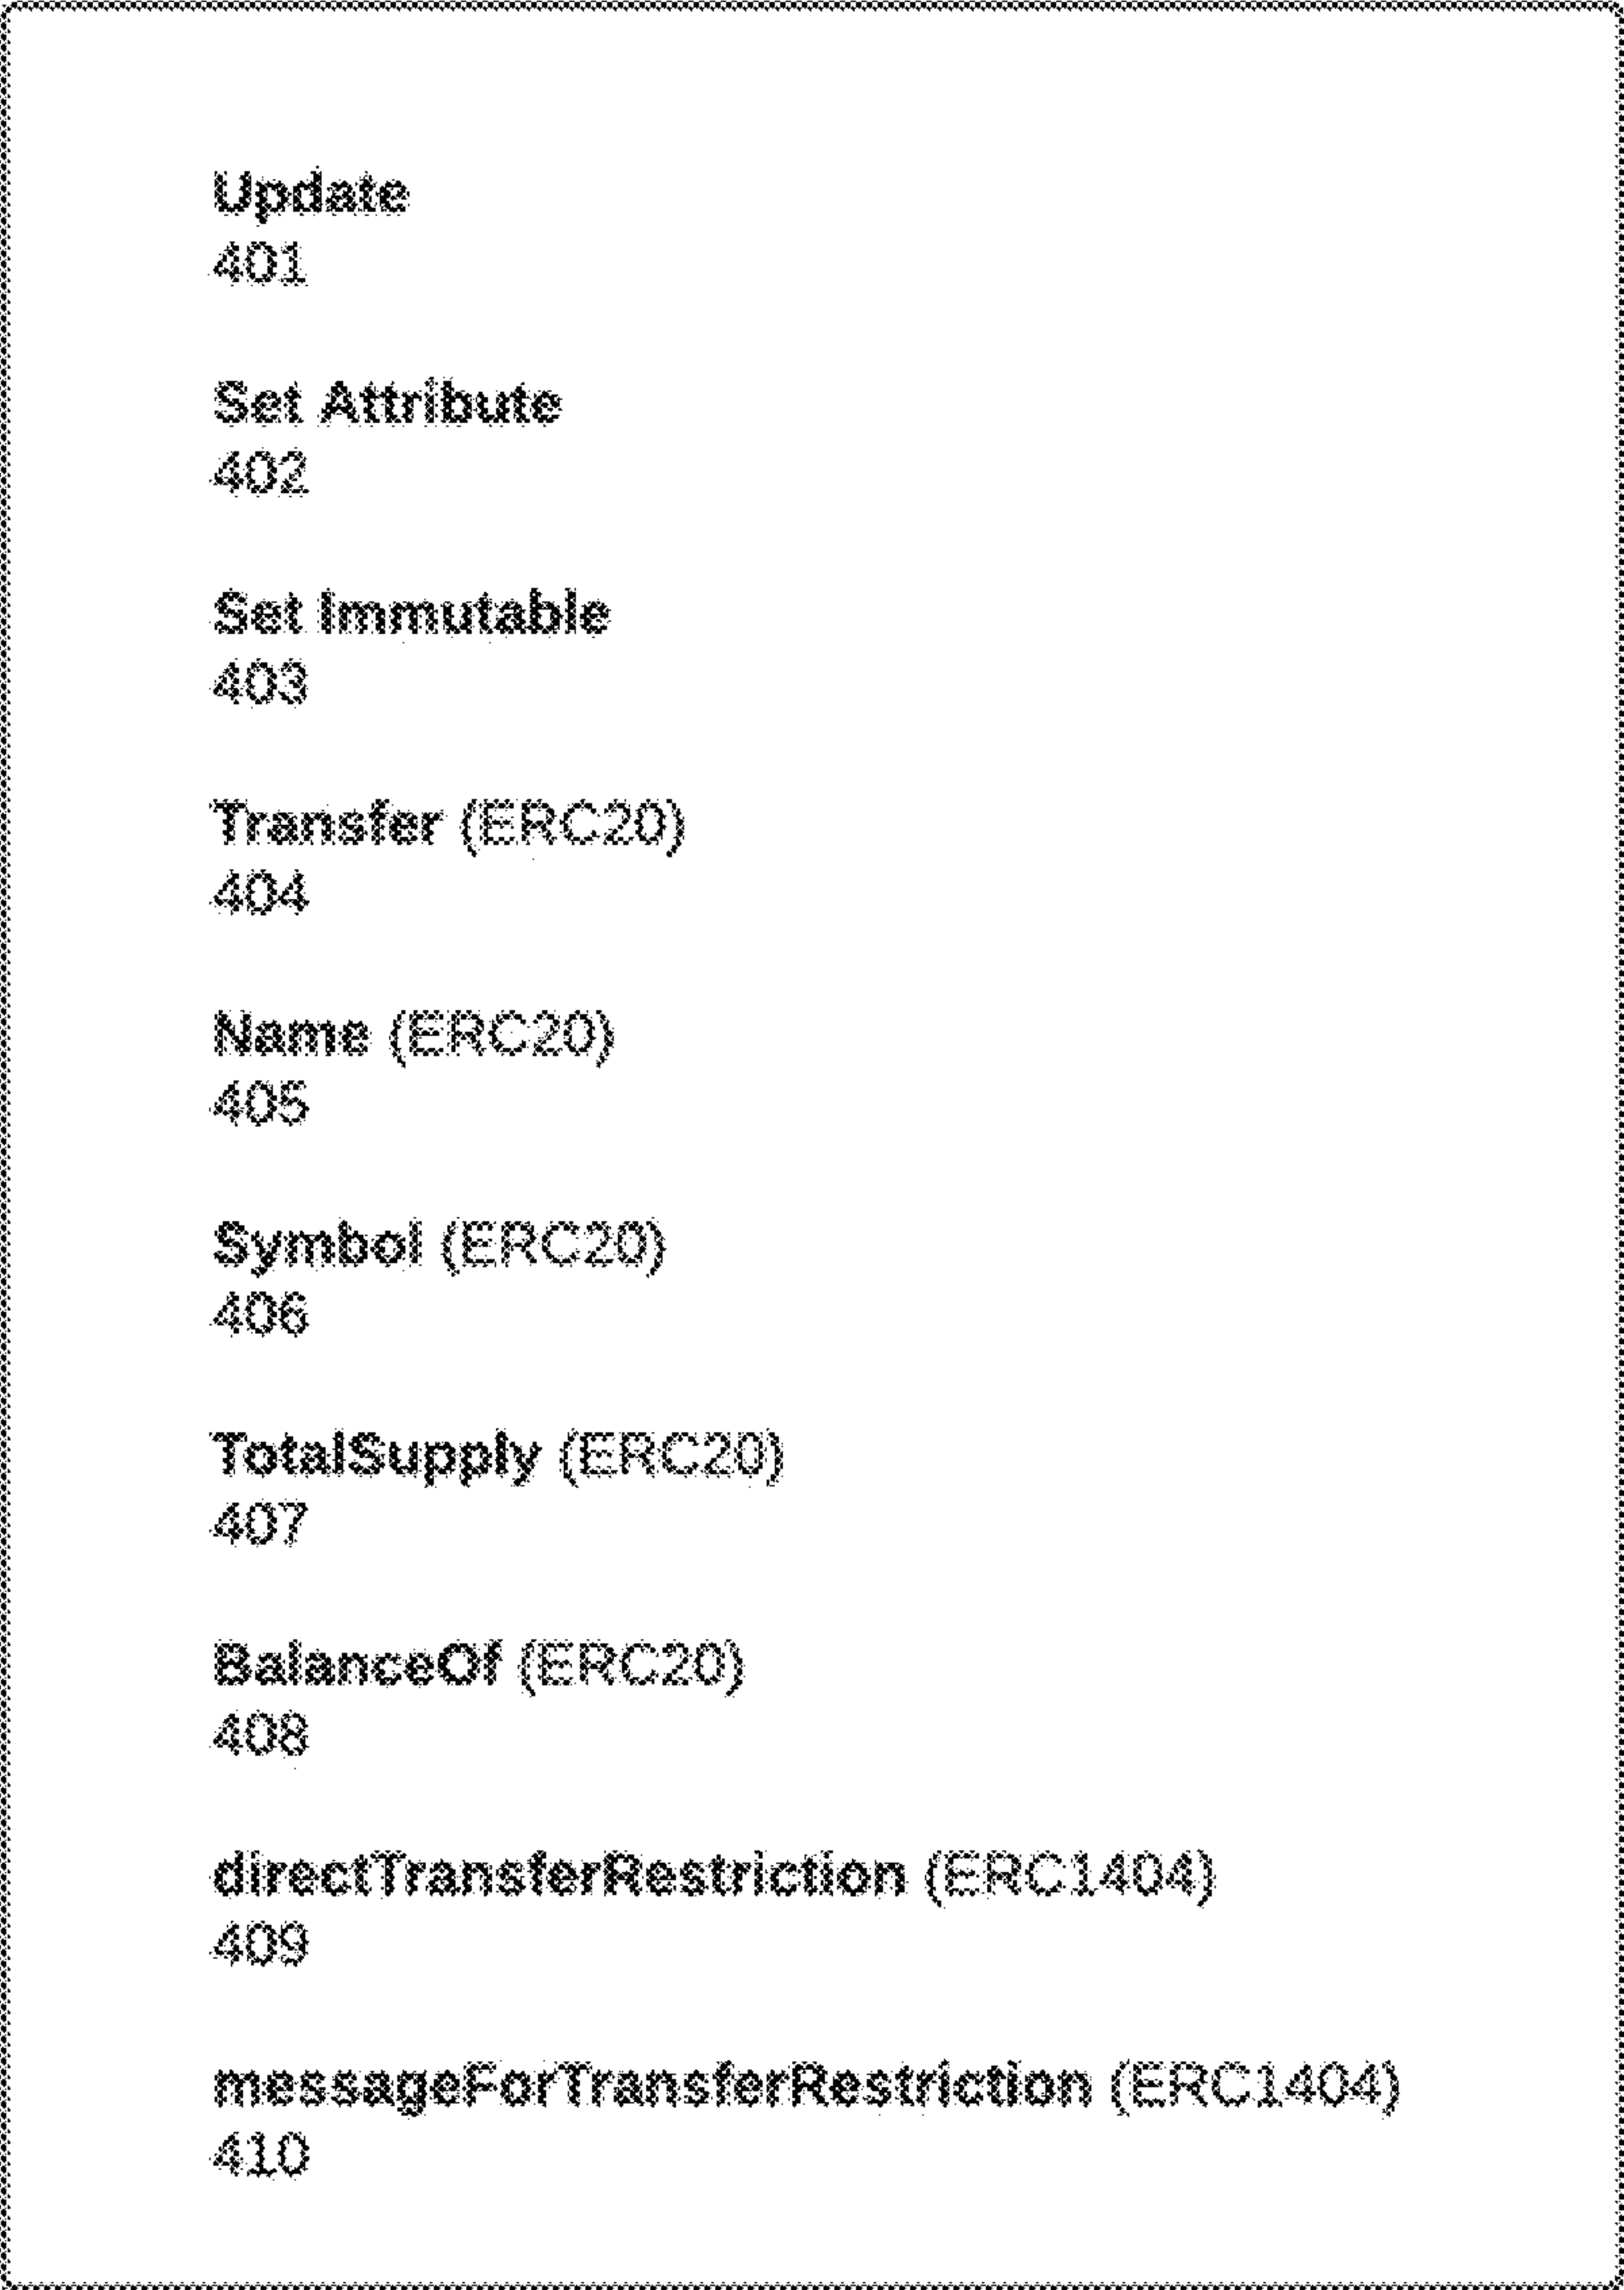 Update
401
Set Attribute
402
Set Immutable
403
Transfer (ERC20)
404
Name (ERC20)
405
Symbol (ERC20)
406
TotalSupply (ERC20)
407
BalanceOf (ERC20)
408
directTransferRestriction (ERC1404)
409
messageForTransferRestriction (ERC1404)
410